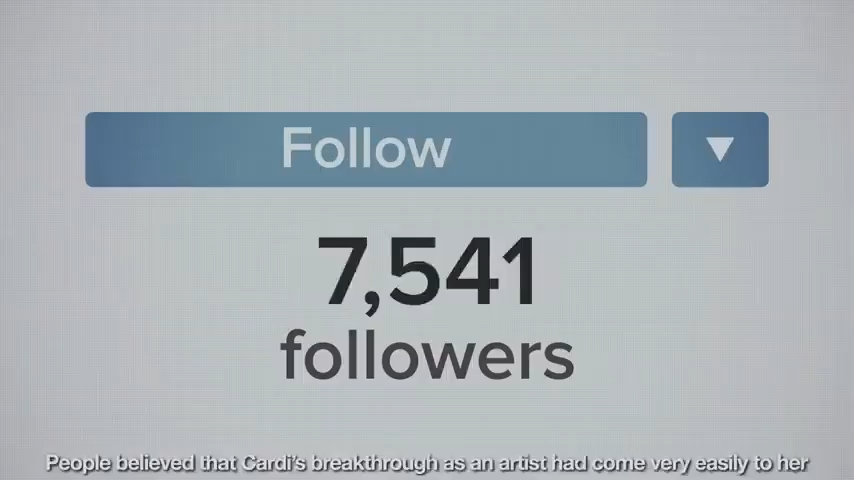 Follow
7,541
followers
People believed that Cardi's breakthrough as an artist had come very easily to her